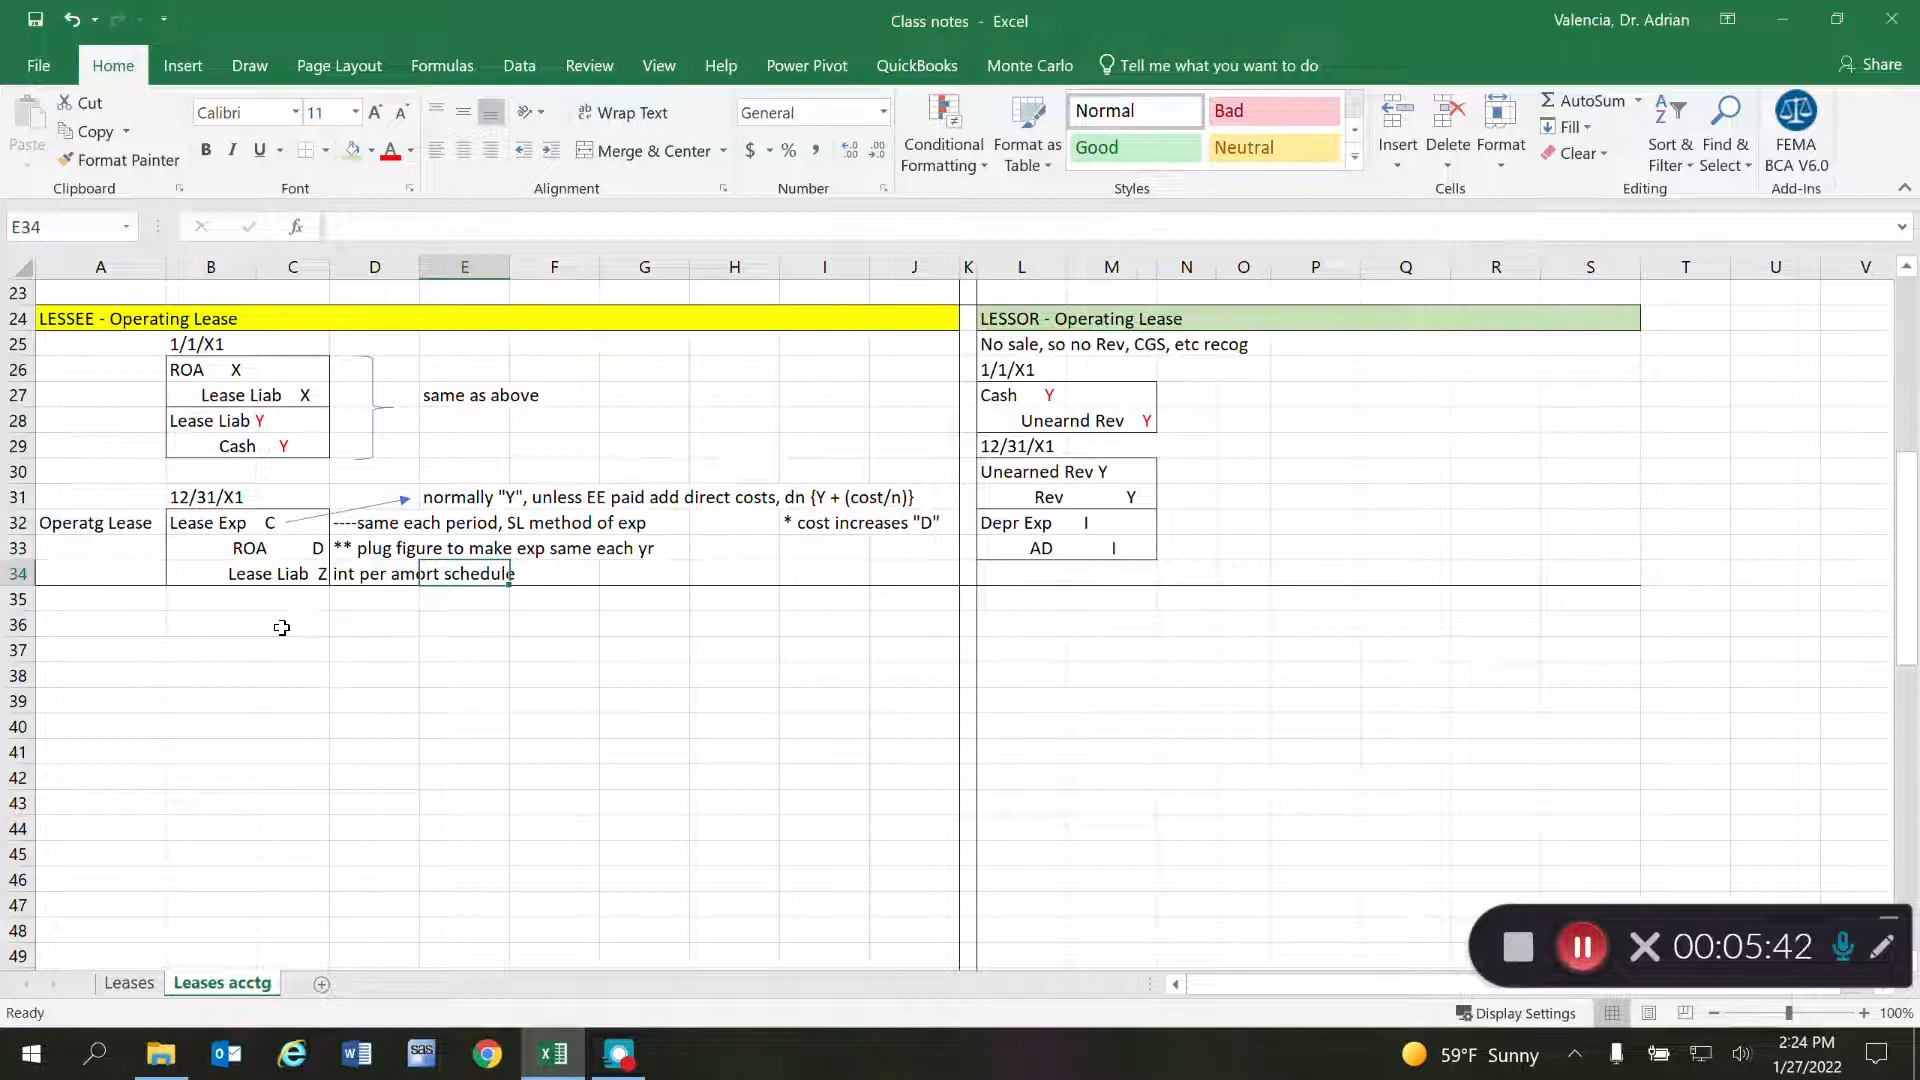 Class notes - Excel
Valencia, Dr. Adrian
File Home Insert Draw Page Layout Formulas Data Review View Help Power Pivot QuickBooks Monte Carlo Tell me what you want to do Share
Paste
Cut
Copy
Format Painter
Clipboard
Calibri 11
A A
B I U A
Font
ab Wrap Text
Merge & Center
Alignment
General
$ % ,
Number
Conditional Formatting
Format as Table
Normal Bad
Good Neutral
Styles
Insert Delete Format
Cells
AutoSum
Fill
Clear
Sort & Filter
Find & Select
Editing
FEMA BCA V6.0
Add-Ins
E34
fx
A B C D E F G H I J K L M N O P Q R S T U V
23
24 LESSEE - Operating Lease LESSOR - Operating Lease
25 1/1/X1 No sale, so no Rev, CGS, etc recog
26 ROA X 1/1/X1
27 Lease Liab X same as above Cash Y
28 Lease Liab Y Unearnd Rev Y
29 Cash Y 12/31/X1
30 Unearned Rev Y
31 12/31/X1 normally "Y", unless EE paid add direct costs, dn {Y + (cost/n)} Rev Y
32 Operatg Lease Lease Exp C ----same each period, SL method of exp * cost increases "D" Depr Exp I
33 ROA D ** plug figure to make exp same each yr AD I
34 Lease Liab Z int per amort schedule
35
36
37
38
39
40
41
42
43
44
45
46
47
48
49
00:05:42
Leases Leases acctg
Ready
Display Settings
100%
59°F Sunny
2:24 PM
1/27/2022